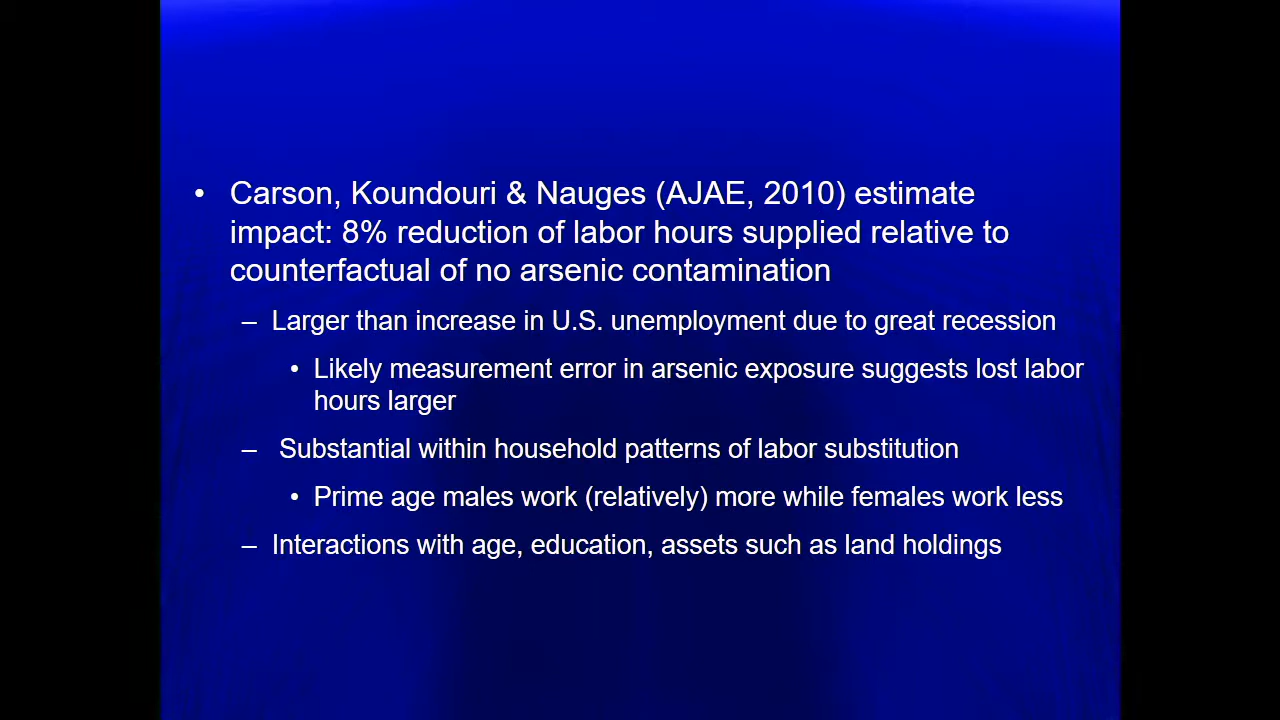 • Carson, Koundouri & Nauges (AJAE, 2010) estimate
impact: 8% reduction of labor hours supplied relative to
counterfactual of no arsenic contamination
– Larger than increase in U.S. unemployment due to great recession
• Likely measurement error in arsenic exposure suggests lost labor
hours larger
– Substantial within household patterns of labor substitution
• Prime age males work (relatively) more while females work less
– Interactions with age, education, assets such as land holdings